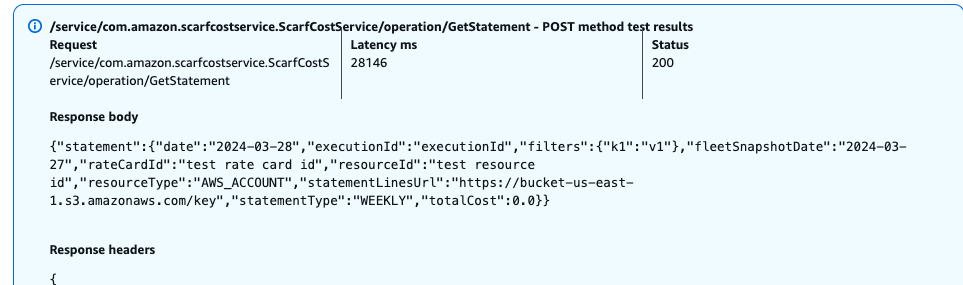 /service/com.amazon.scarfcostservice.ScarfCostService/operation/GetStatement - POST method test results
Request
Latency ms
Status
/service/com.amazon.scarfcostservice.ScarfCostS
ervice/operation/GetStatement
28146
200
Response body
{"statement":{"date":"2024-03-28","executionId":"executionId","filters":{"k1":"v1"},"fleetSnapshotDate":"2024-03-
27","rateCardId":"test rate card id","resourceId":"test resource
id","resourceType":"AWS_ACCOUNT","statementLinesUrl":"https://bucket-us-east-
1.s3.amazonaws.com/key","statementType":"WEEKLY","totalCost":0.0}}
Response headers
{